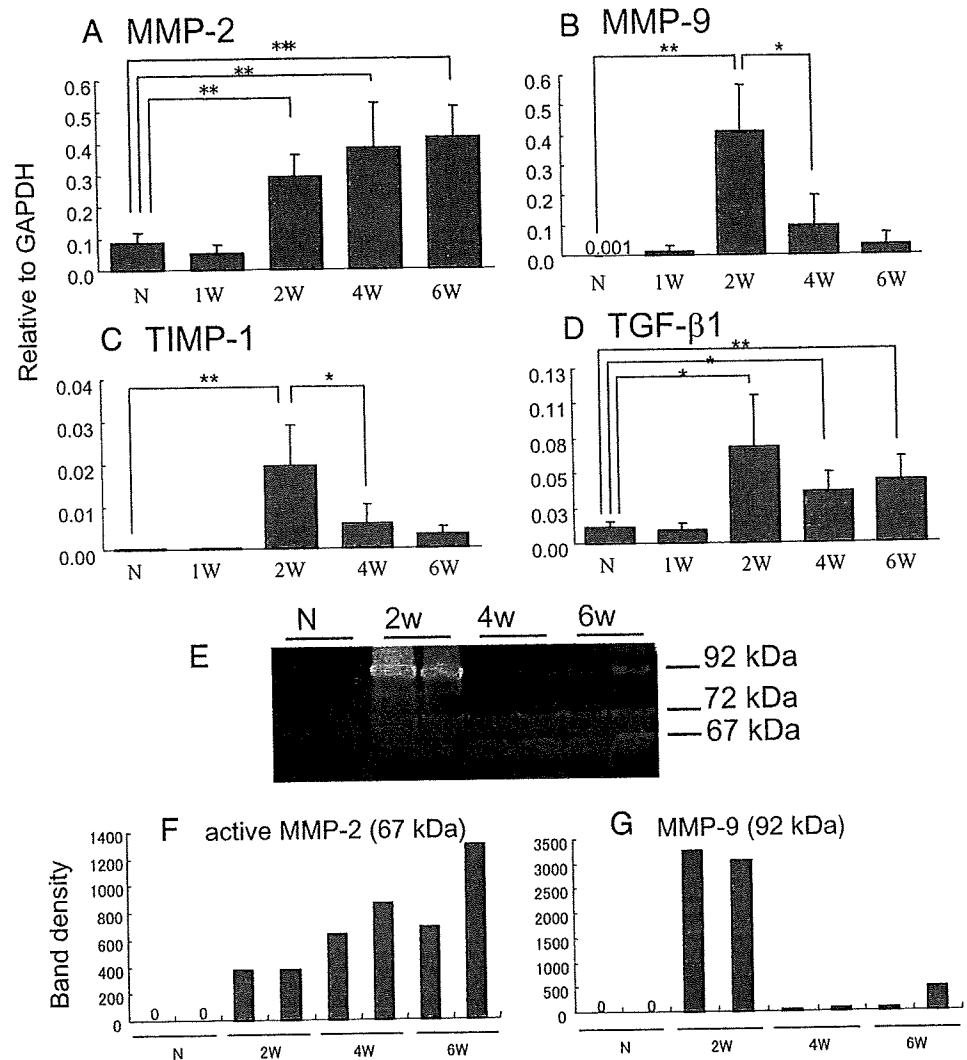 A MMP-2
***
**
**
0.6
0.5
0.4
0.3
0.2
0.1
0.0
N 1W 2W 4W 6W
B MMP-9
** *
0.6
0.5
0.4
0.3
0.2
0.1
0.0
0.001
N 1W 2W 4W 6W
Relative to GAPDH
C TIMP-1
** *
0.04
0.03
0.02
0.01
0.00
N 1W 2W 4W 6W
D TGF-β1
**
*
*
0.13
0.11
0.08
0.05
0.03
0.00
N 1W 2W 4W 6W
E
N 2w 4w 6w
92 kDa
72 kDa
67 kDa
F active MMP-2 (67 kDa)
Band density
1400
1200
1000
800
600
400
200
0
0 0
N 2W 4W 6W
G MMP-9 (92 kDa)
3500
3000
2500
2000
1500
1000
500
0
0 0
N 2W 4W 6W